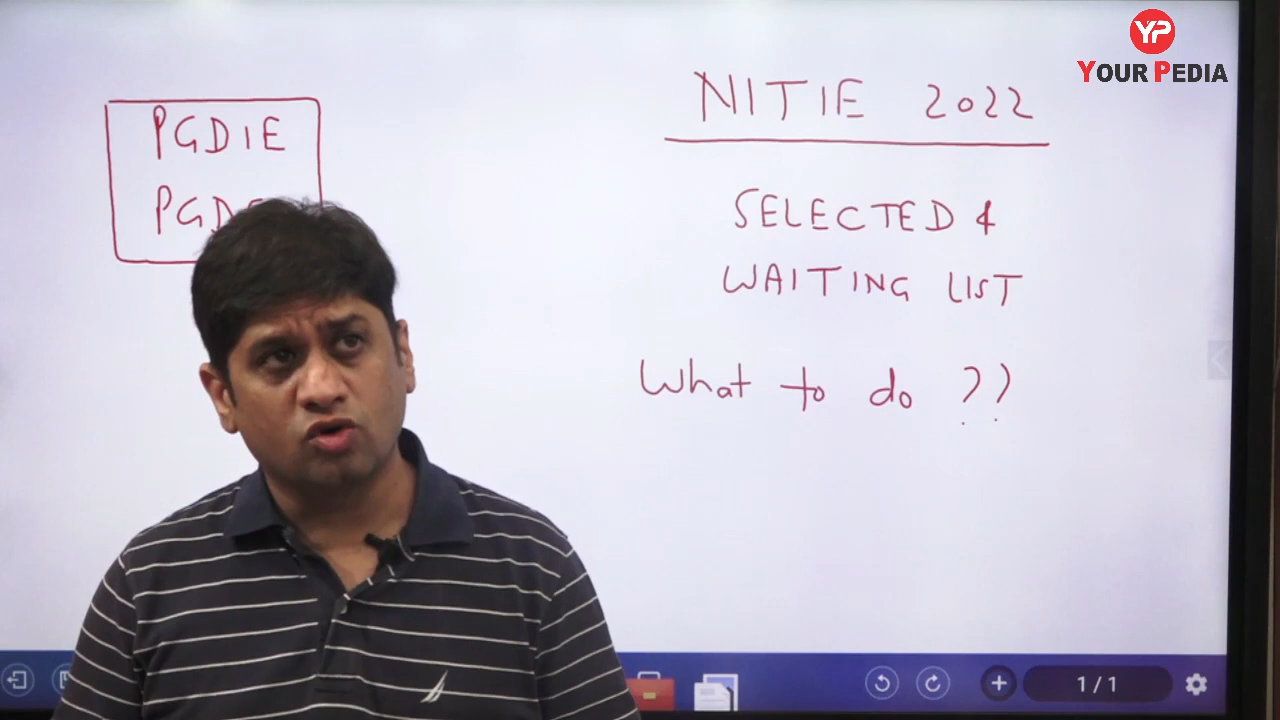 YP
YOUR PEDIA
PGDIE
NITIE 2022
SELECTED &
WAITING LIST
What to do ??
1/1